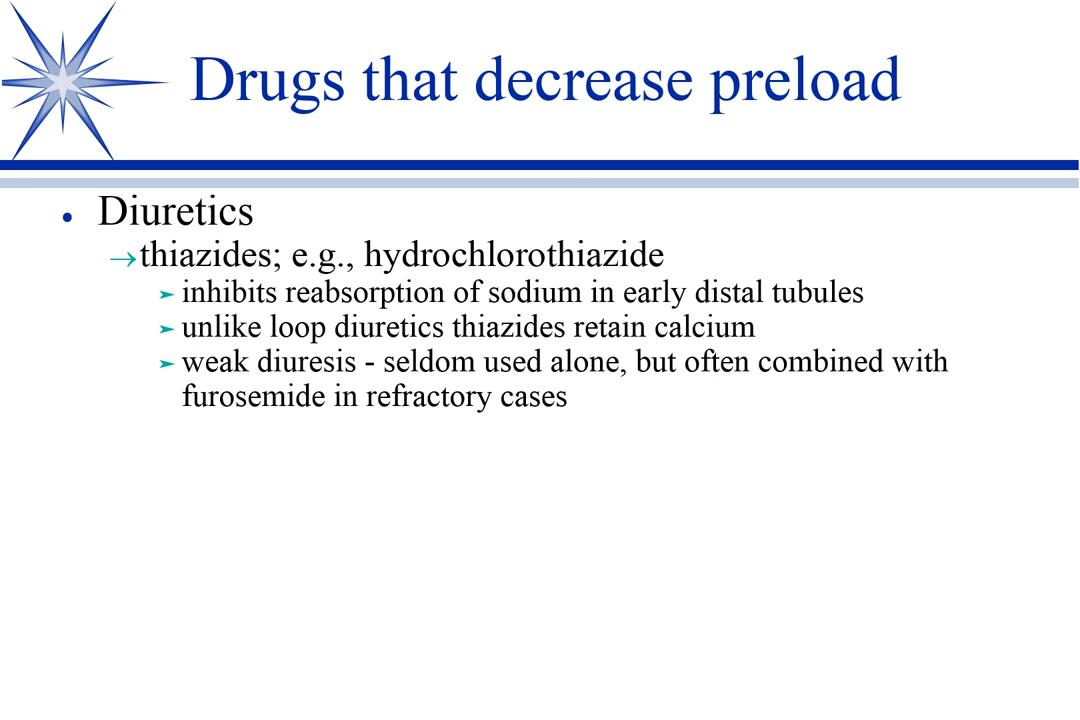 Drugs that decrease preload
• Diuretics
→thiazides; e.g., hydrochlorothiazide
➤ inhibits reabsorption of sodium in early distal tubules
➤ unlike loop diuretics thiazides retain calcium
➤ weak diuresis - seldom used alone, but often combined with
furosemide in refractory cases